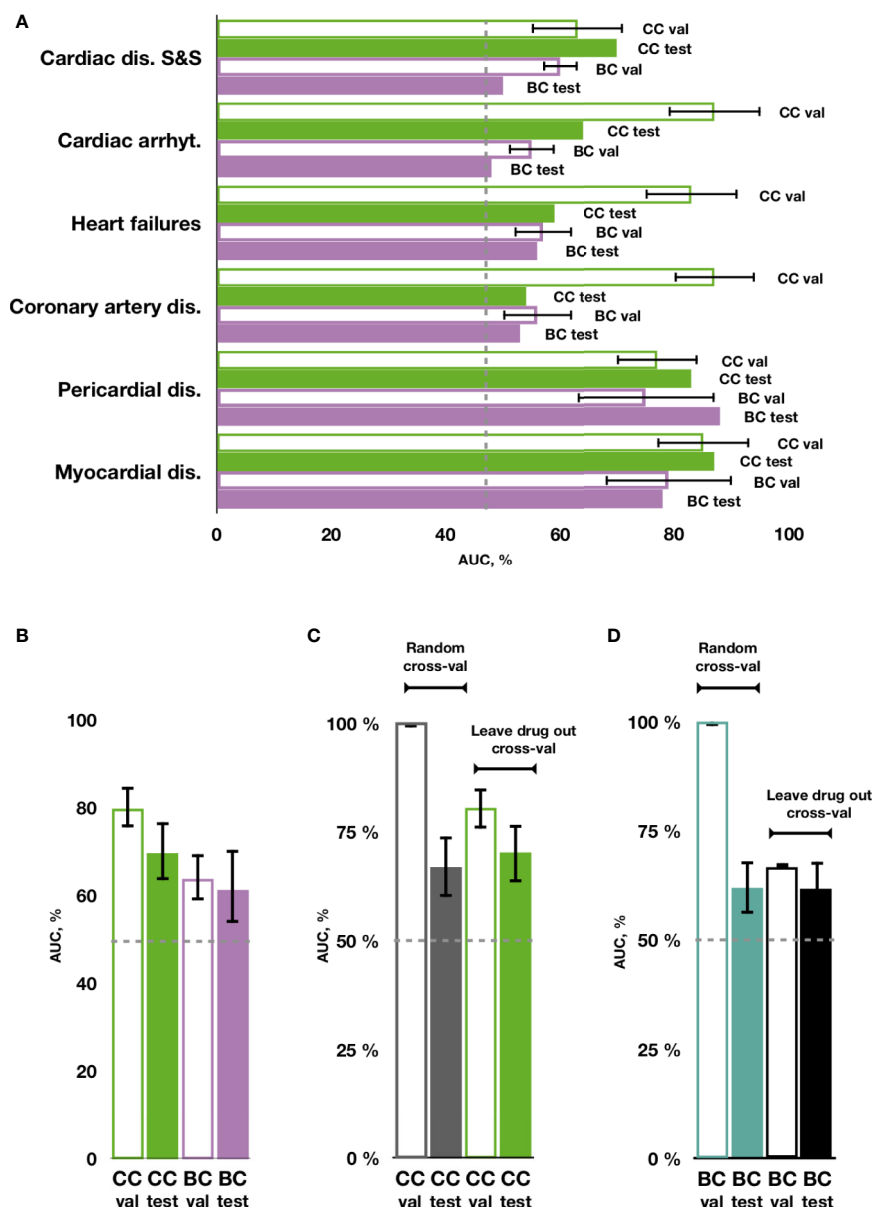 A
Cardiac dis. S&S
CC val
CC test
BC val
BC test
Cardiac arrhyt.
CC val
CC test
BC val
BC test
Heart failures
CC val
CC test
BC val
BC test
Coronary artery dis.
CC val
CC test
BC val
BC test
Pericardial dis.
CC val
CC test
BC val
BC test
Myocardial dis.
CC val
CC test
BC val
BC test
0 20 40 60 80 100
AUC, %
B
100
80
60
40
20
0
AUC, %
CC CC BC BC
val test val test
C
Random
cross-val
Leave drug out
cross-val
100 %
75 %
50 %
25 %
0 %
AUC, %
CC CC CC CC
val test val test
D
Random
cross-val
Leave drug out
cross-val
100 %
75 %
50 %
25 %
0 %
AUC, %
BC BC BC BC
val test val test